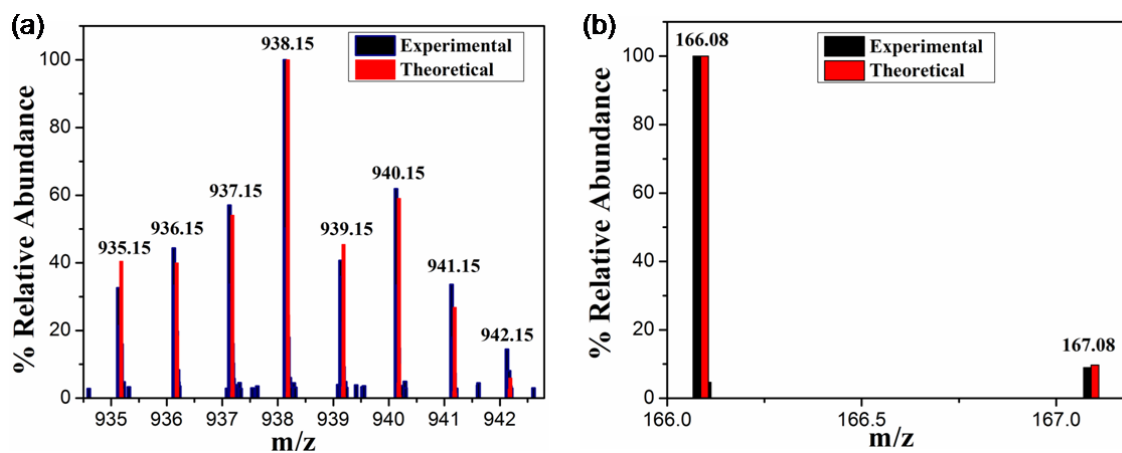 (a)
% Relative Abundance
100
80
60
40
20
0
935.15
936.15
937.15
938.15
939.15
940.15
941.15
942.15
Experimental
Theoretical
935 936 937 938 939 940 941 942
m/z
(b)
% Relative Abundance
100
80
60
40
20
0
166.08
167.08
Experimental
Theoretical
166.0 166.5 167.0
m/z